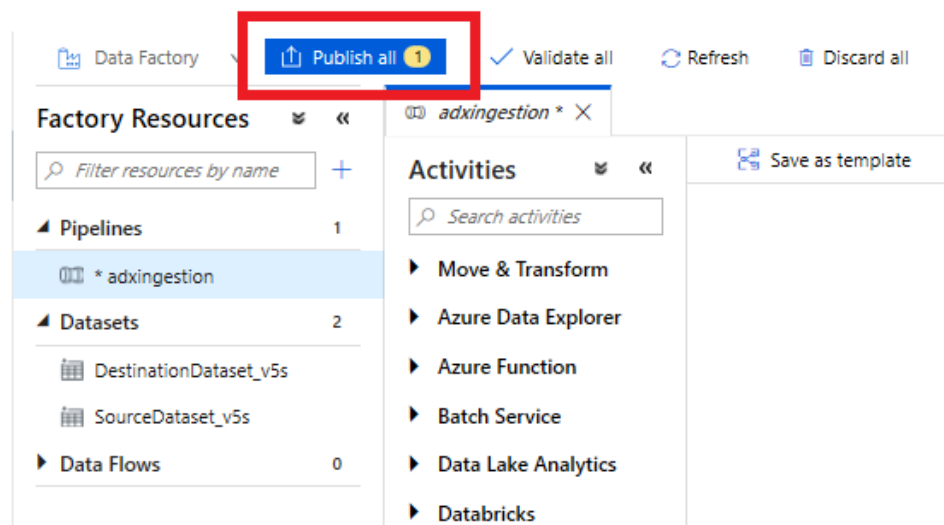 Data Factory
Publish all 1
Validate all
Refresh
Discard all
Factory Resources
Filter resources by name
Pipelines 1
* adxingestion
Datasets 2
DestinationDataset_v5s
SourceDataset_v5s
Data Flows 0
adxingestion *
Activities
Search activities
Move & Transform
Azure Data Explorer
Azure Function
Batch Service
Data Lake Analytics
Databricks
Save as template